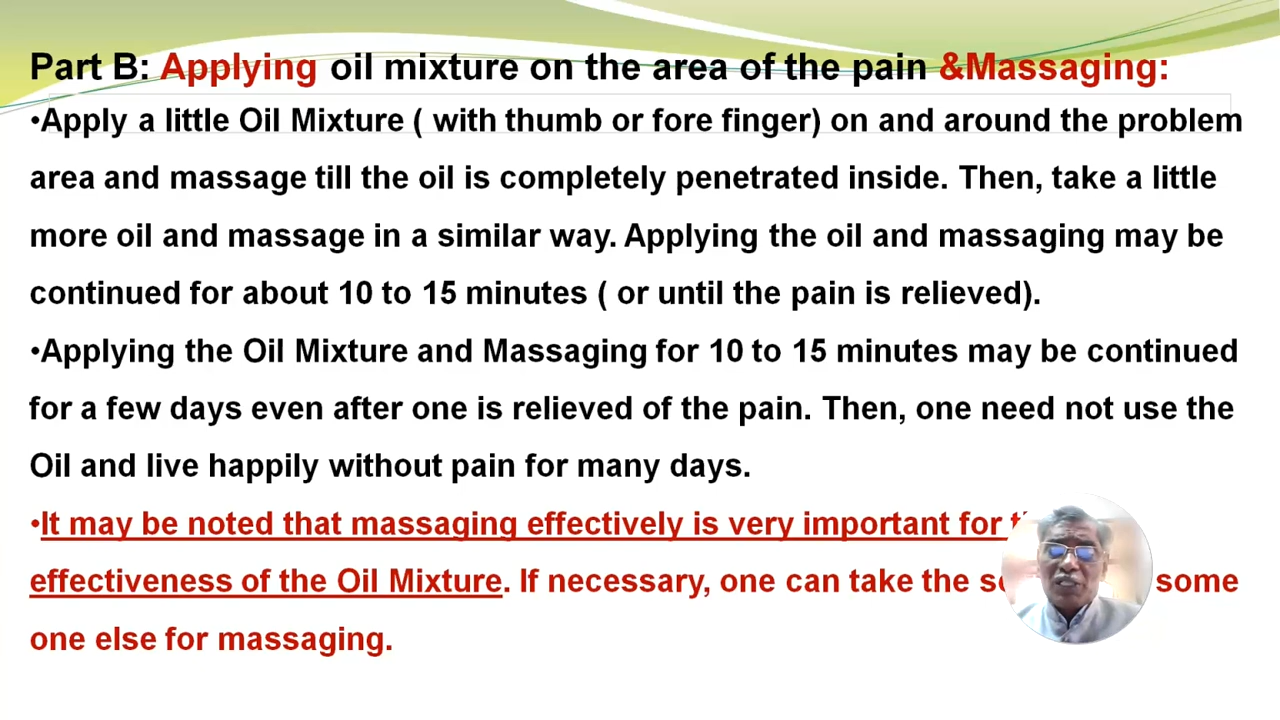 Part B: Applying oil mixture on the area of the pain &Massaging:
•Apply a little Oil Mixture ( with thumb or fore finger) on and around the problem
area and massage till the oil is completely penetrated inside. Then, take a little
more oil and massage in a similar way. Applying the oil and massaging may be
continued for about 10 to 15 minutes ( or until the pain is relieved).
•Applying the Oil Mixture and Massaging for 10 to 15 minutes may be continued
for a few days even after one is relieved of the pain. Then, one need not use the
Oil and live happily without pain for many days.
•It may be noted that massaging effectively is very important for
effectiveness of the Oil Mixture. If necessary, one can take the some
one else for massaging.